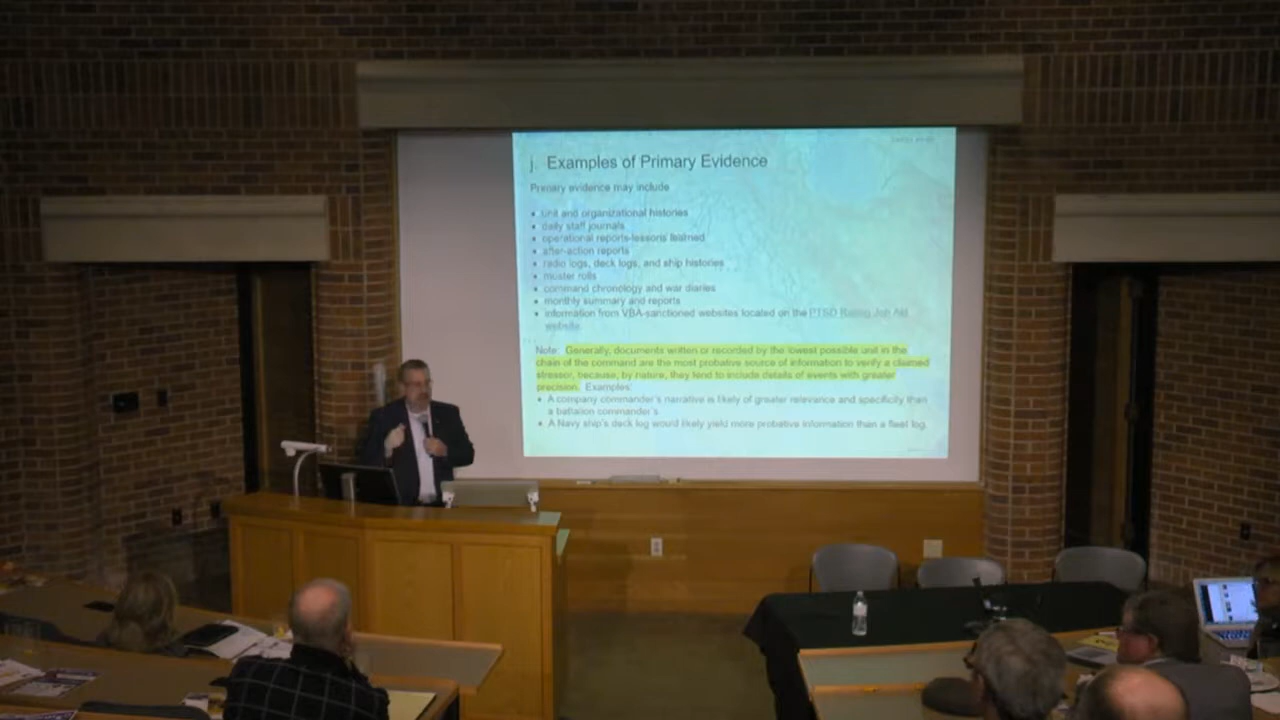 j. Examples of Primary Evidence
Primary evidence may include
• unit and organizational histories
• daily staff journals
• operational reports-lessons learned
• after-action reports
• radio logs, deck logs, and ship histories
• muster rolls
• command chronology and war diaries
• monthly summary and reports
• information from VBA-sanctioned websites located on the PTSD Rating Job Aid
website.
Note: Generally, documents written or recorded by the lowest possible unit in the
chain of the command are the most probative source of information to verify a claimed
stressor, because, by nature, they tend to include details of events with greater
precision. Examples:
• A company commander's narrative is likely of greater relevance and specificity than
a battalion commander's.
• A Navy ship's deck log would likely yield more probative information than a fleet log.